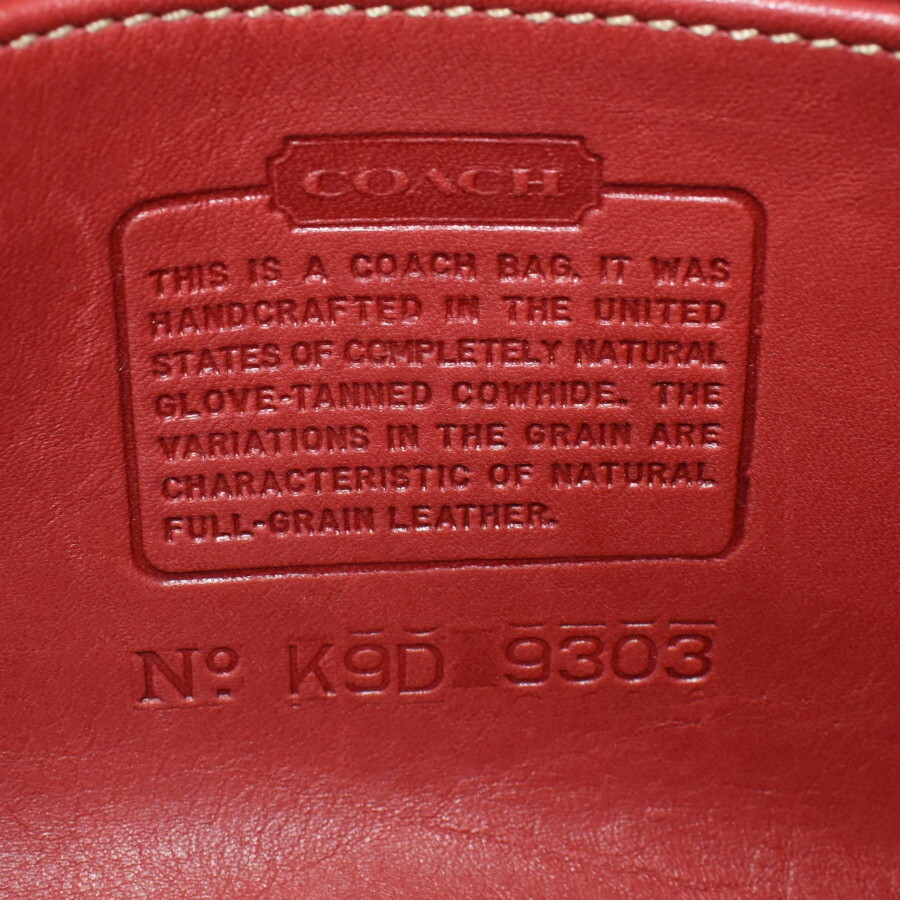 COACH
THIS IS A COACH BAG. IT WAS
HANDCRAFTED IN THE UNITED
STATES OF COMPLETELY NATURAL
GLOVE-TANNED COWHIDE. THE
VARIATIONS IN THE GRAIN ARE
CHARACTERISTIC OF NATURAL
FULL-GRAIN LEATHER.
Nº. K9D 9303